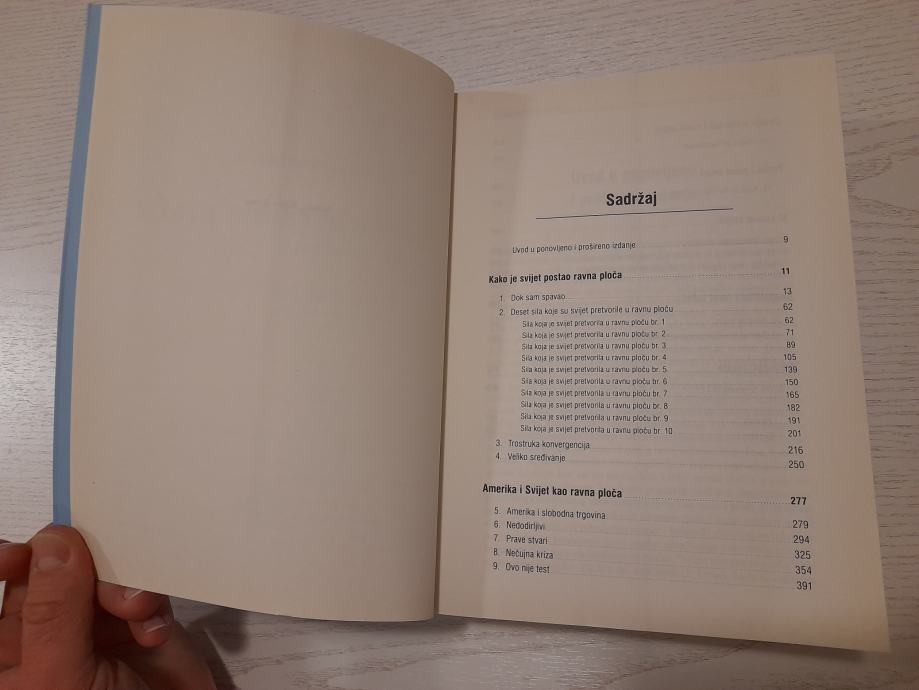 Sadržaj
Uvod u ponovljeno i prošireno izdanje 9
Kako je svijet postao ravna ploča 11
1. Dok sam spavao 13
2. Deset sila koje su svijet pretvorile u ravnu ploču 62
Sila koja je svijet pretvorila u ravnu ploču br. 1 62
Sila koja je svijet pretvorila u ravnu ploču br. 2 71
Sila koja je svijet pretvorila u ravnu ploču br. 3 89
Sila koja je svijet pretvorila u ravnu ploču br. 4 105
Sila koja je svijet pretvorila u ravnu ploču br. 5 139
Sila koja je svijet pretvorila u ravnu ploču br. 6 150
Sila koja je svijet pretvorila u ravnu ploču br. 7 165
Sila koja je svijet pretvorila u ravnu ploču br. 8 182
Sila koja je svijet pretvorila u ravnu ploču br. 9 191
Sila koja je svijet pretvorila u ravnu ploču br. 10 201
3. Trostruka konvergencija 216
4. Veliko sređivanje 250
Amerika i Svijet kao ravna ploča 277
5. Amerika i slobodna trgovina 279
6. Nedodirljivi 294
7. Prave stvari 325
8. Nečujna kriza 354
9. Ovo nije test 391